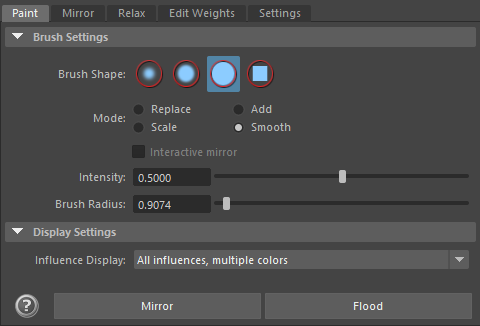 Paint Mirror Relax Edit Weights Settings
Brush Settings
Brush Shape:
Mode: Replace Add
Scale Smooth
Interactive mirror
Intensity: 0.5000
Brush Radius: 0.9074
Display Settings
Influence Display: All influences, multiple colors
? Mirror Flood